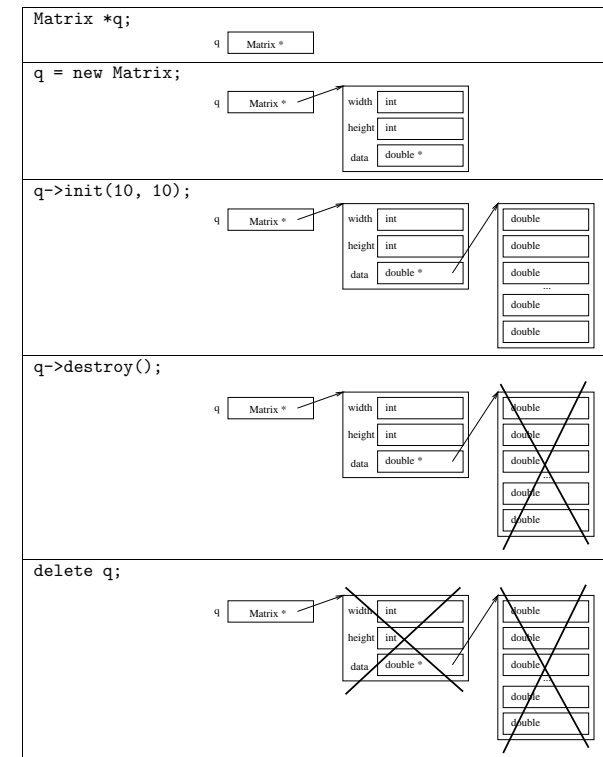 Matrix *q;
q Matrix *
q = new Matrix;
q Matrix * width int
height int
data double *
q->init(10, 10);
q Matrix * width int double
height int double
data double * double
...
double
double
q->destroy();
q Matrix * width int double
height int double
data double * double
...
double
double
delete q;
q Matrix * width int double
height int double
data double * double
...
double
double